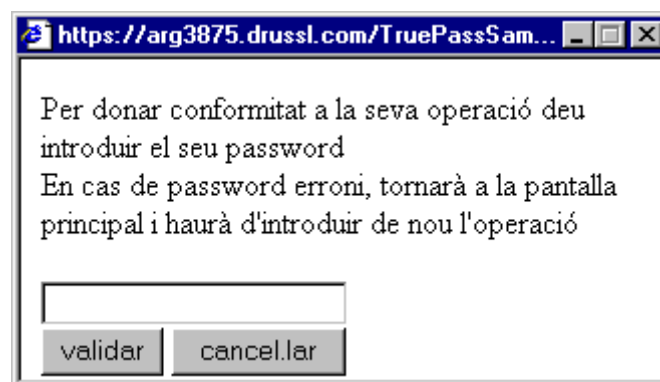 https://arg3875.drussl.com/TruePassSam...
Per donar conformitat a la seva operació deu
introduir el seu password
En cas de password erroni, tornarà a la pantalla
principal i haurà d'introduir de nou l'operació
validar cancel.lar